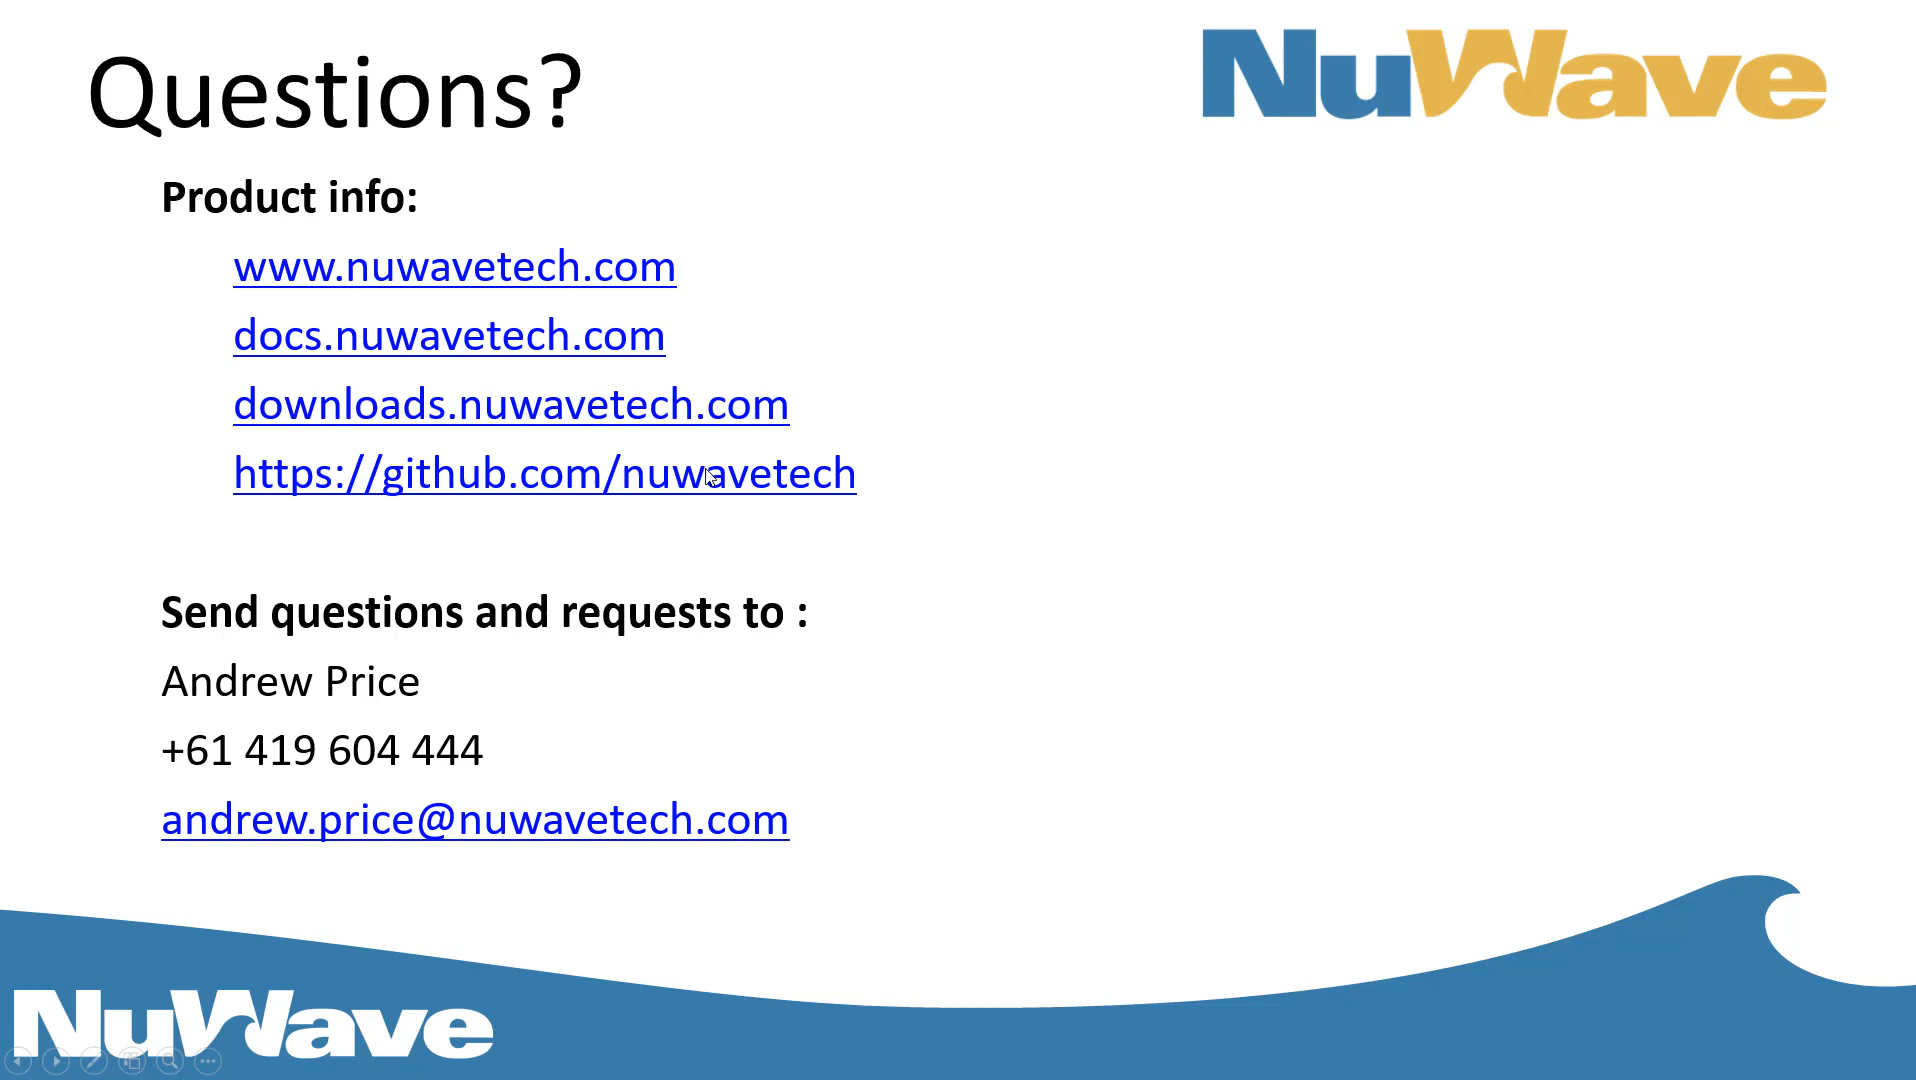 Questions?
NuWave
Product info:
www.nuwavetech.com
docs.nuwavetech.com
downloads.nuwavetech.com
https://github.com/nuwavetech
Send questions and requests to :
Andrew Price
+61 419 604 444
andrew.price@nuwavetech.com
NuWave